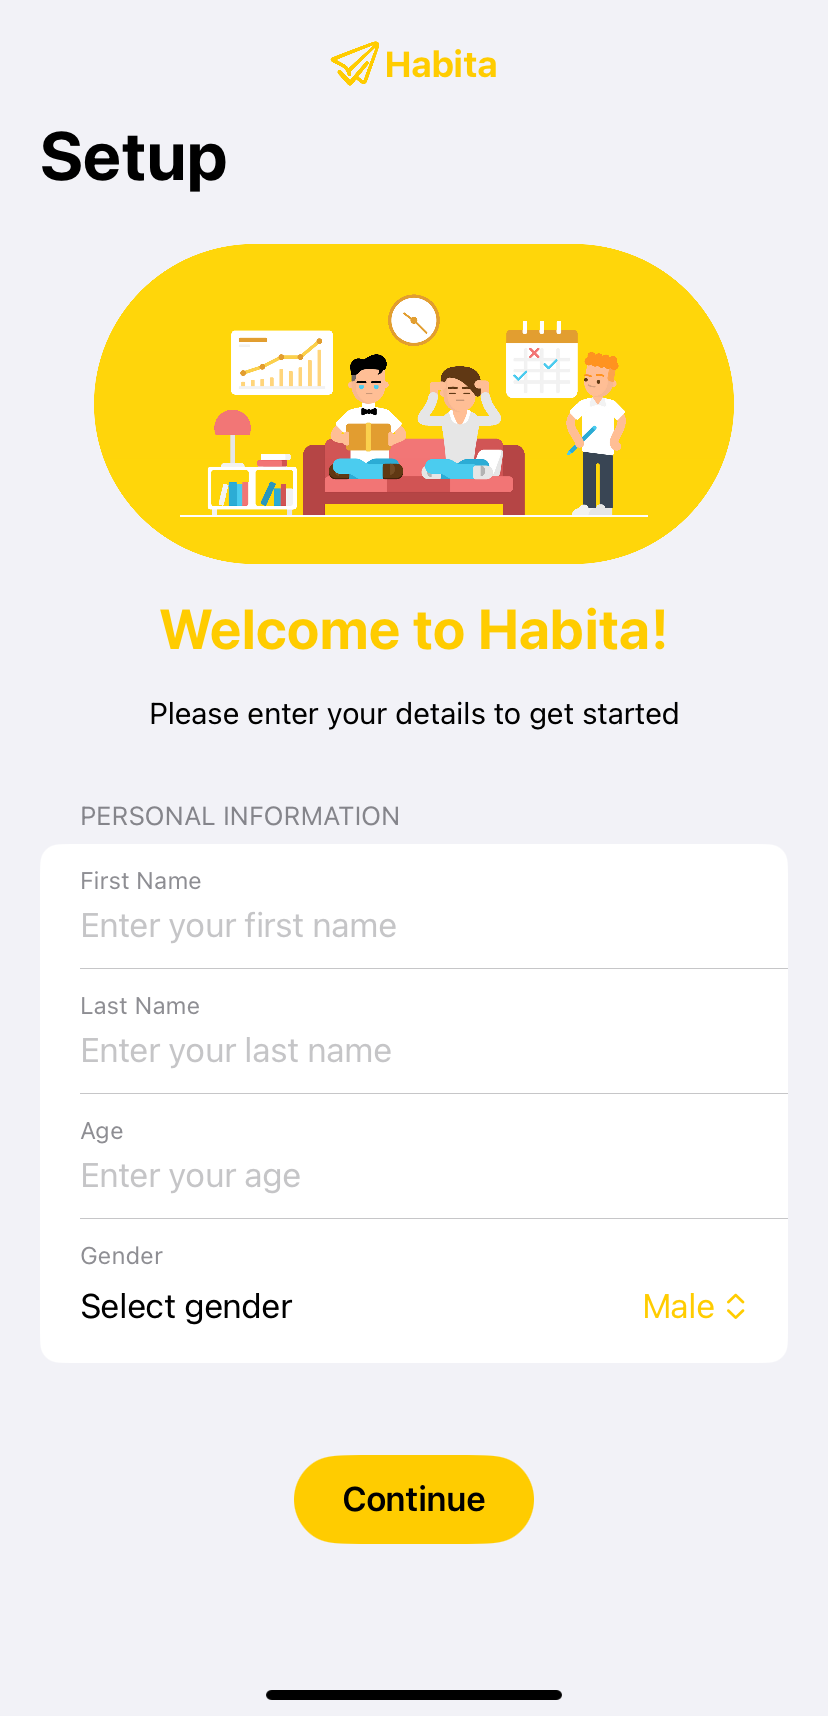 Habita
Setup
Welcome to Habita!
Please enter your details to get started
PERSONAL INFORMATION
First Name
Enter your first name
Last Name
Enter your last name
Age
Enter your age
Gender
Select gender Male
Continue